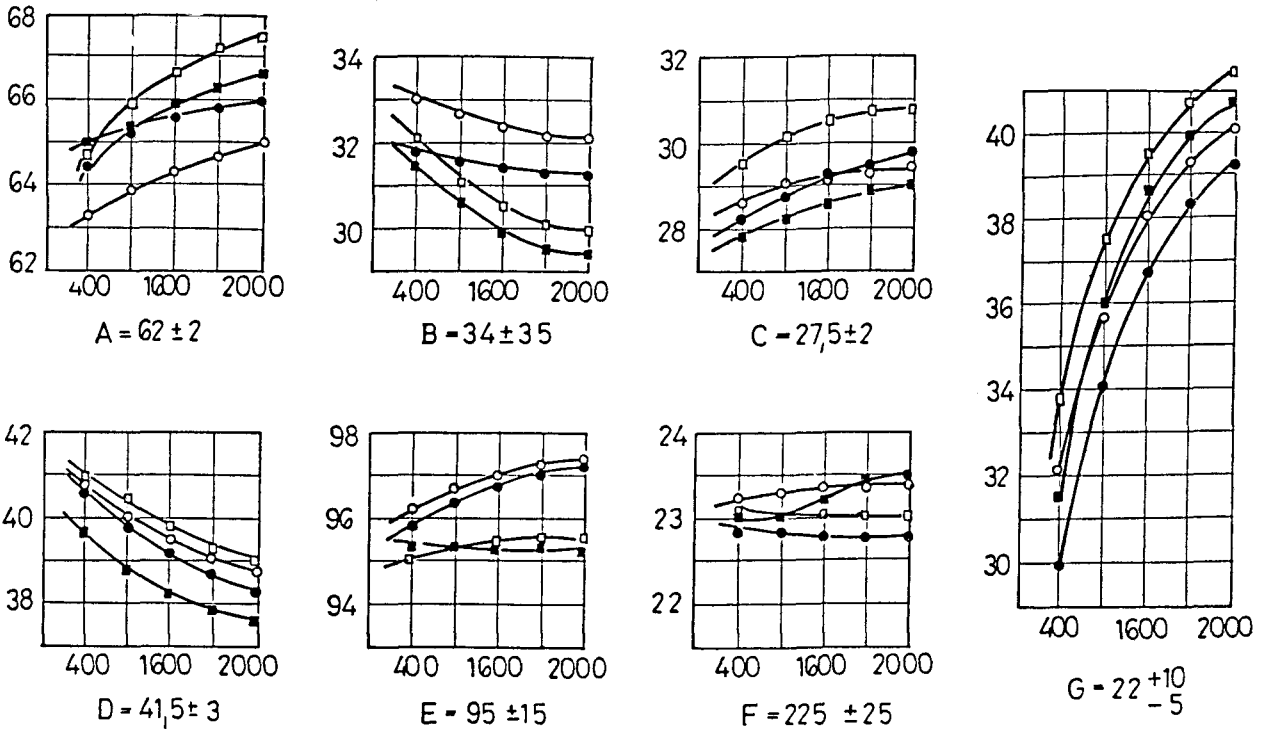 68
66
64
62
400 1600 2000
A = 62 ± 2
34
32
30
400 1600 2000
B = 34 ± 35
32
30
28
400 1600 2000
C = 27,5 ± 2
40
38
36
34
32
30
400 1600 2000
G - 22 +10 - 5
42
40
38
400 1600 2000
D = 41,5 ± 3
98
96
94
400 1600 2000
E = 95 ± 15
24
23
22
400 1600 2000
F = 225 ± 25